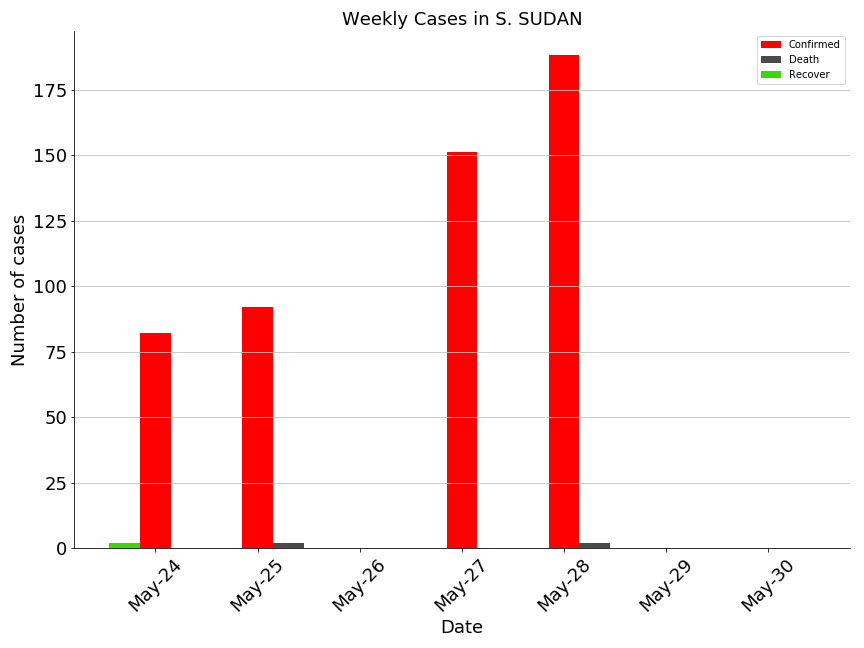 Weekly Cases in S. SUDAN
Confirmed
Death
Recover
Number of cases
175
150
125
100
75
50
25
0
May-24
May-25
May-26
May-27
May-28
May-29
May-30
Date